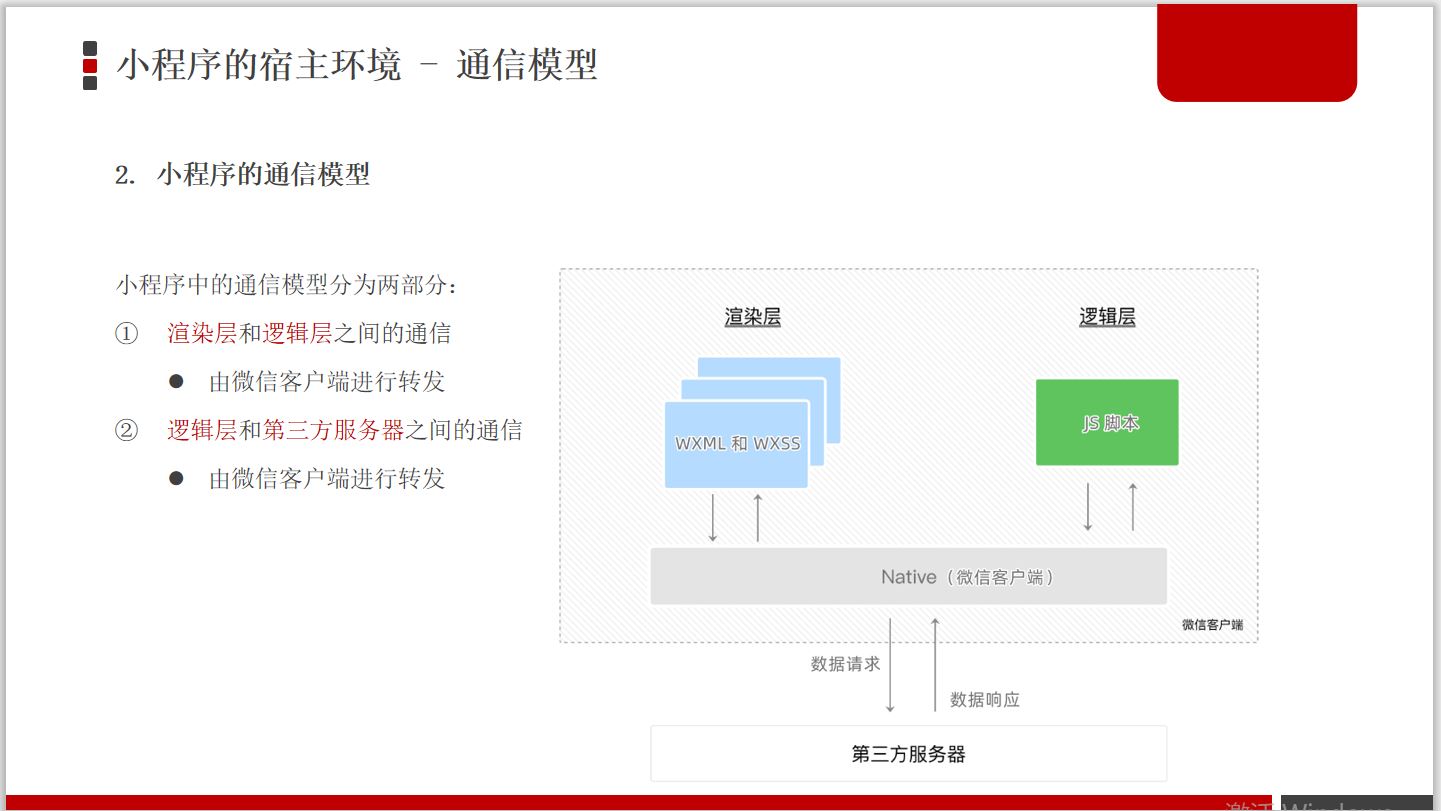 小程序的宿主环境 - 通信模型
2. 小程序的通信模型
小程序中的通信模型分为两部分：
① 渲染层和逻辑层之间的通信
● 由微信客户端进行转发
② 逻辑层和第三方服务器之间的通信
● 由微信客户端进行转发
渲染层
逻辑层
WXML 和 WXSS
JS 脚本
Native（微信客户端）
微信客户端
数据请求
数据响应
第三方服务器
激活 Windows